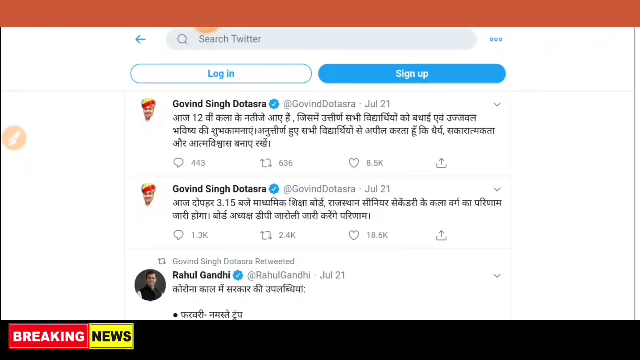 Search Twitter
Log in
Sign up
Govind Singh Dotasra @GovindDotasra · Jul 21
आज 12 वीं कला के नतीजे आए हैं , जिसमें उत्तीर्ण सभी विद्यार्थियों को बधाई एवं उज्जवल
भविष्य की शुभकामनाएं।अनुत्तीर्ण हुए सभी विद्यार्थियों से अपील करता हूँ कि धैर्य, सकारात्मकता
और आत्मविश्वास बनाए रखें।
443 636 8.5K
Govind Singh Dotasra @GovindDotasra · Jul 21
आज दोपहर 3.15 बजे माध्यमिक शिक्षा बोर्ड, राजस्थान सीनियर सेकेंडरी के कला वर्ग का परिणाम
जारी होगा। बोर्ड अध्यक्ष डीपी जारोली जारी करेंगे परिणाम।
1.3K 2.4K 18.6K
Govind Singh Dotasra Retweeted
Rahul Gandhi @RahulGandhi · Jul 21
कोरोना काल में सरकार की उपलब्धियां:
● फरवरी- नमस्ते ट्रंप
BREAKING NEWS